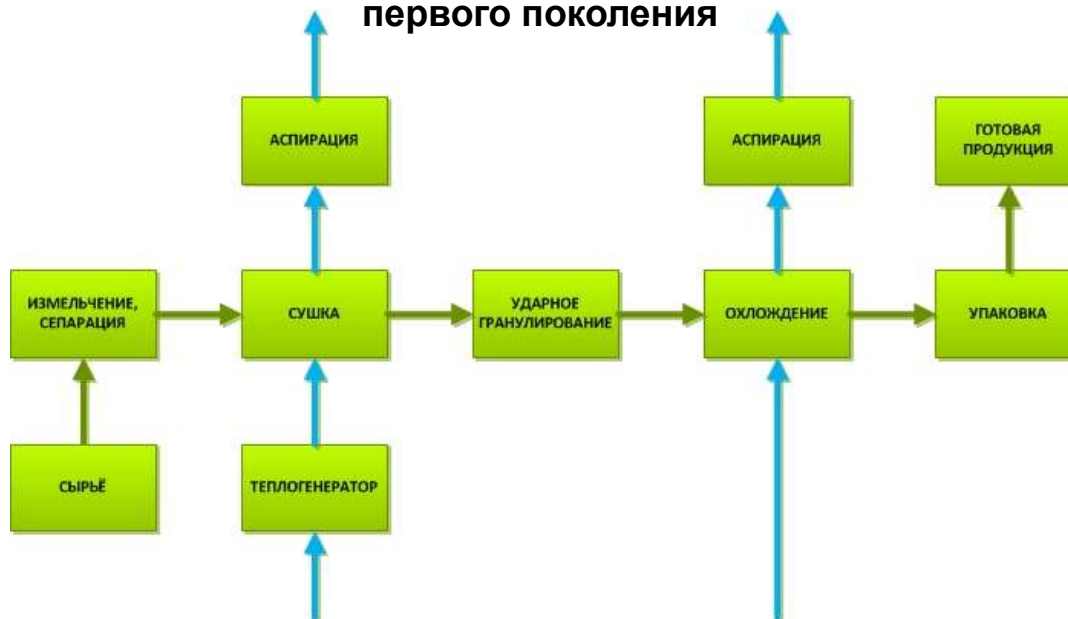 первого поколения
АСПИРАЦИЯ
АСПИРАЦИЯ
ГОТОВАЯ
ПРОДУКЦИЯ
ИЗМЕЛЬЧЕНИЕ,
СЕПАРАЦИЯ
СУШКА
УДАРНОЕ
ГРАНУЛИРОВАНИЕ
ОХЛОЖДЕНИЕ
УПАКОВКА
СЫРЬЁ
ТЕПЛОГЕНЕРАТОР